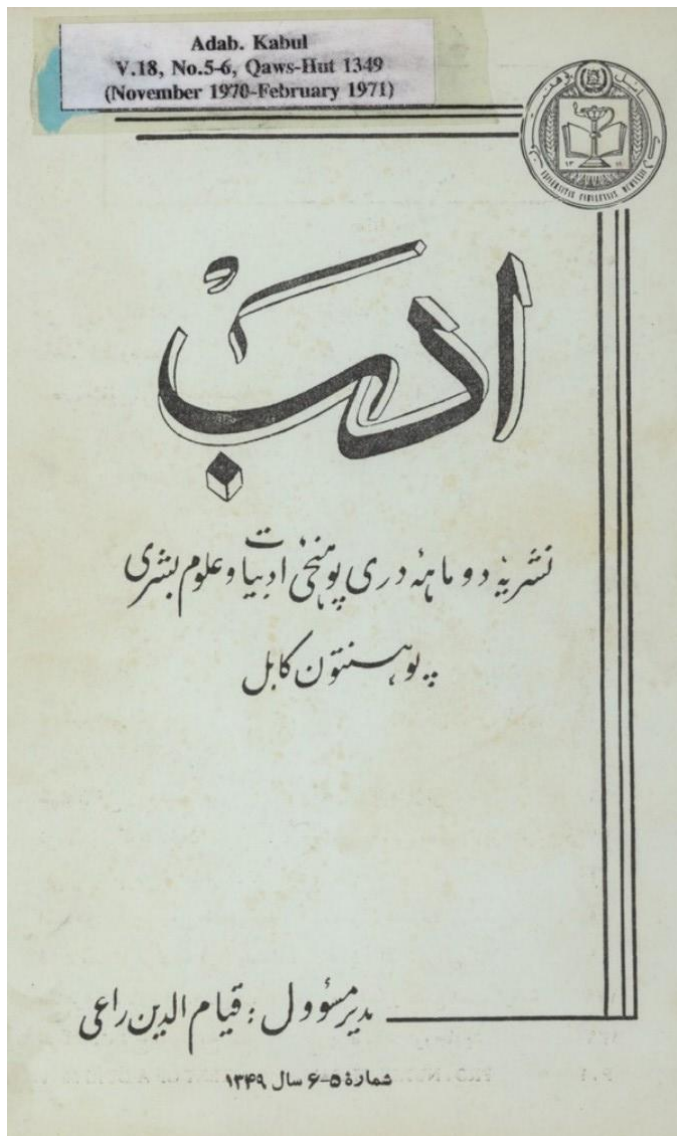 Adab. Kabul
V.18, No.5-6, Qaws-Hut 1349
(November 1970-February 1971)
ادب
نشریهٔ دو ماههٔ دری پوهنځی ادبیات و علوم بشری
پوهنتون کابل
مدیر مسؤول : قیام الدین راعی
شمارهٔ ۵-۶ سال ۱۳۴۹